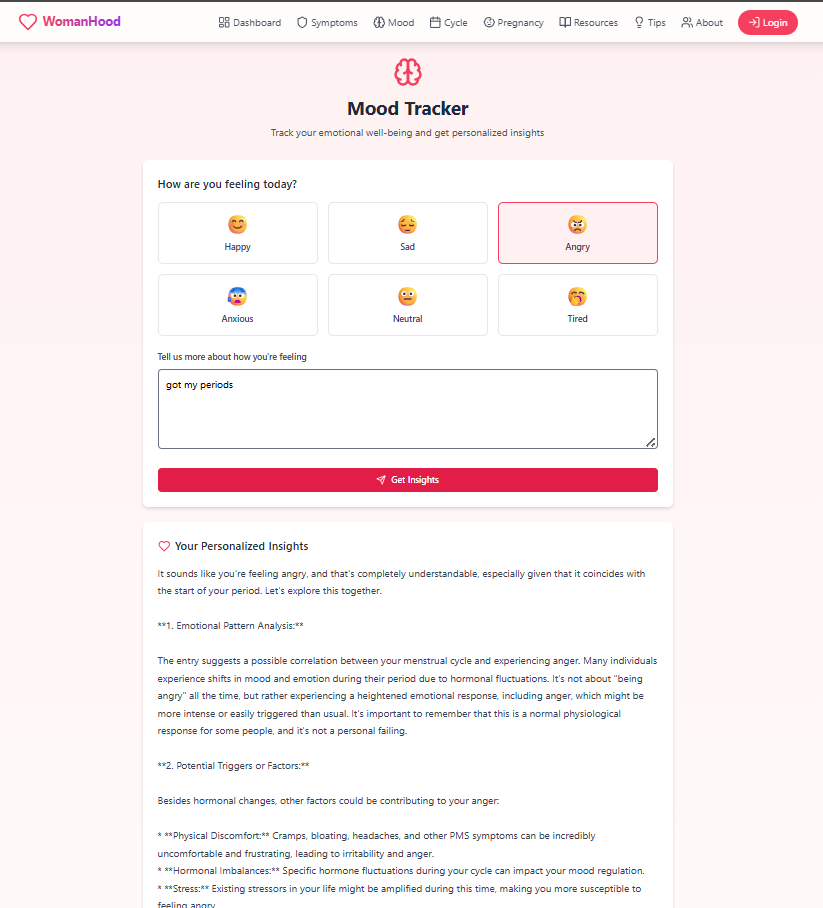 WomanHood
Dashboard Symptoms Mood Cycle Pregnancy Resources Tips About Login
Mood Tracker
Track your emotional well-being and get personalized insights
How are you feeling today?
Happy Sad Angry
Anxious Neutral Tired
Tell us more about how you're feeling
got my periods
Get Insights
Your Personalized Insights
It sounds like you're feeling angry, and that's completely understandable, especially given that it coincides with
the start of your period. Let's explore this together.
**1. Emotional Pattern Analysis:**
The entry suggests a possible correlation between your menstrual cycle and experiencing anger. Many individuals
experience shifts in mood and emotion during their period due to hormonal fluctuations. It's not about "being
angry" all the time, but rather experiencing a heightened emotional response, including anger, which might be
more intense or easily triggered than usual. It's important to remember that this is a normal physiological
response for some people, and it's not a personal failing.
**2. Potential Triggers or Factors:**
Besides hormonal changes, other factors could be contributing to your anger:
* **Physical Discomfort:** Cramps, bloating, headaches, and other PMS symptoms can be incredibly
uncomfortable and frustrating, leading to irritability and anger.
* **Hormonal Imbalances:** Specific hormone fluctuations during your cycle can impact your mood regulation.
* **Stress:** Existing stressors in your life might be amplified during this time, making you more susceptible to
feeling angry